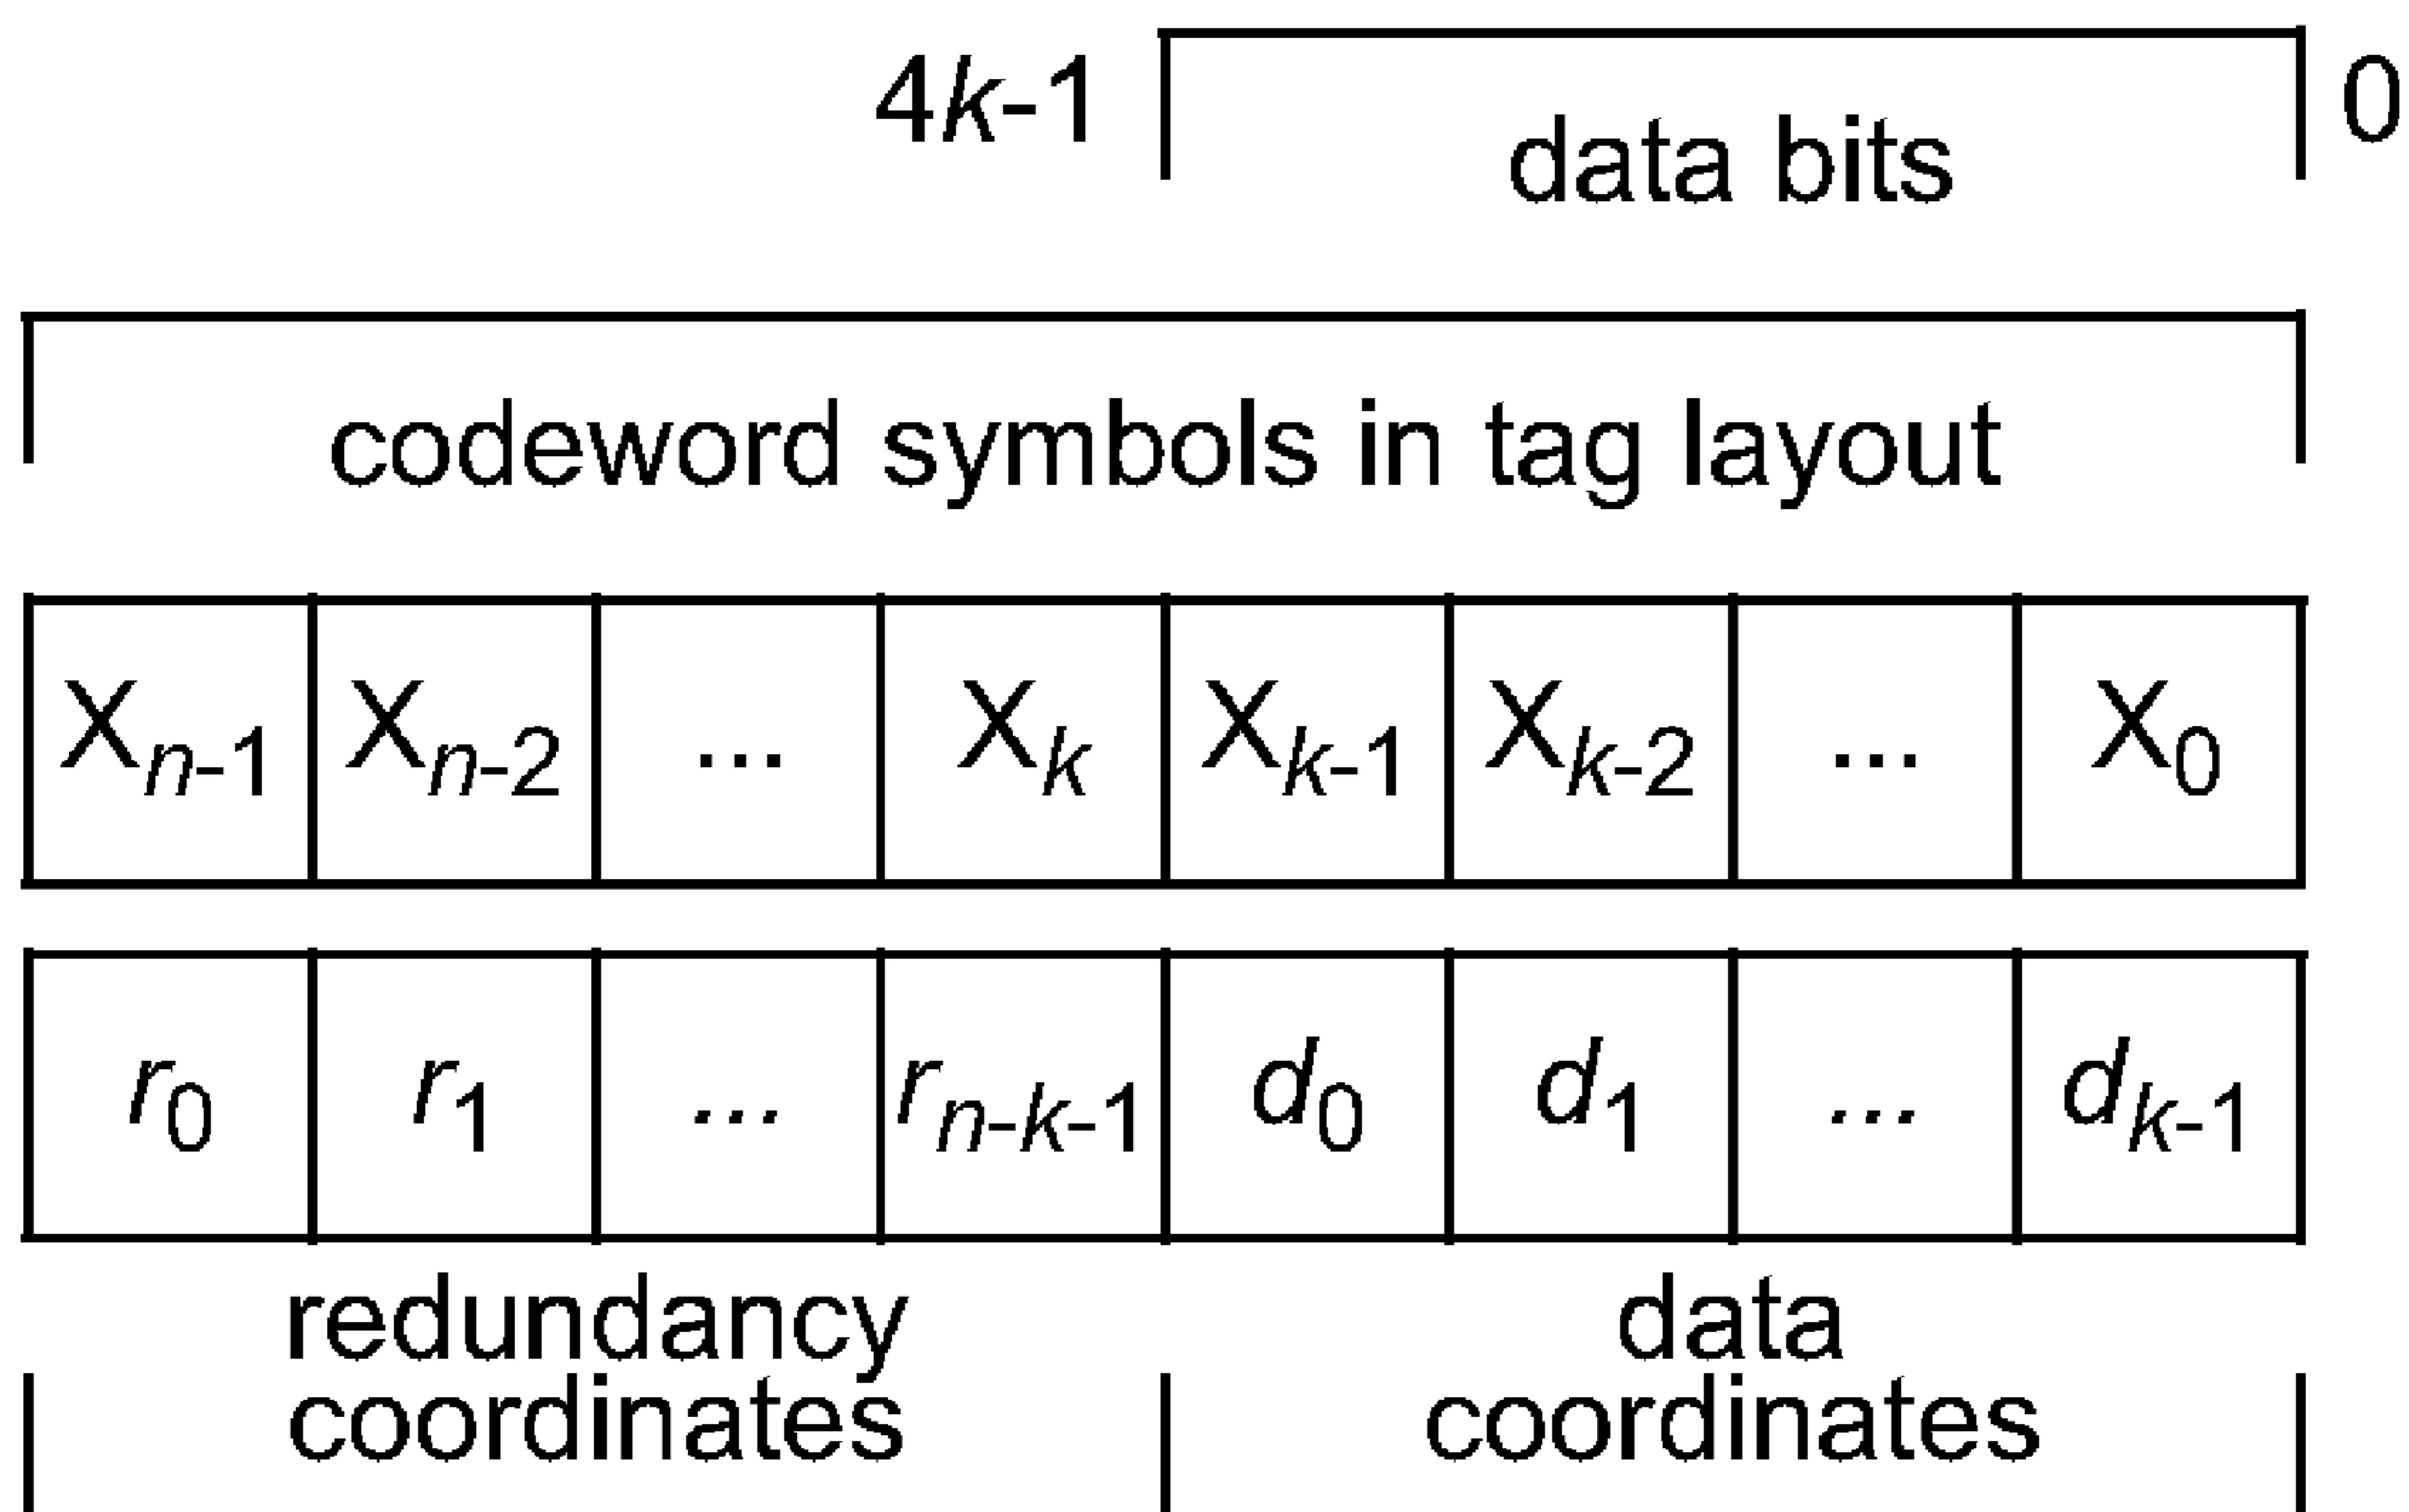 4k-1 data bits 0
codeword symbols in tag layout
Xn-1 Xn-2 ... Xk Xk-1 Xk-2 ... X0
r0 r1 ... rn-k-1 d0 d1 ... dk-1
redundancy data
coordinates coordinates